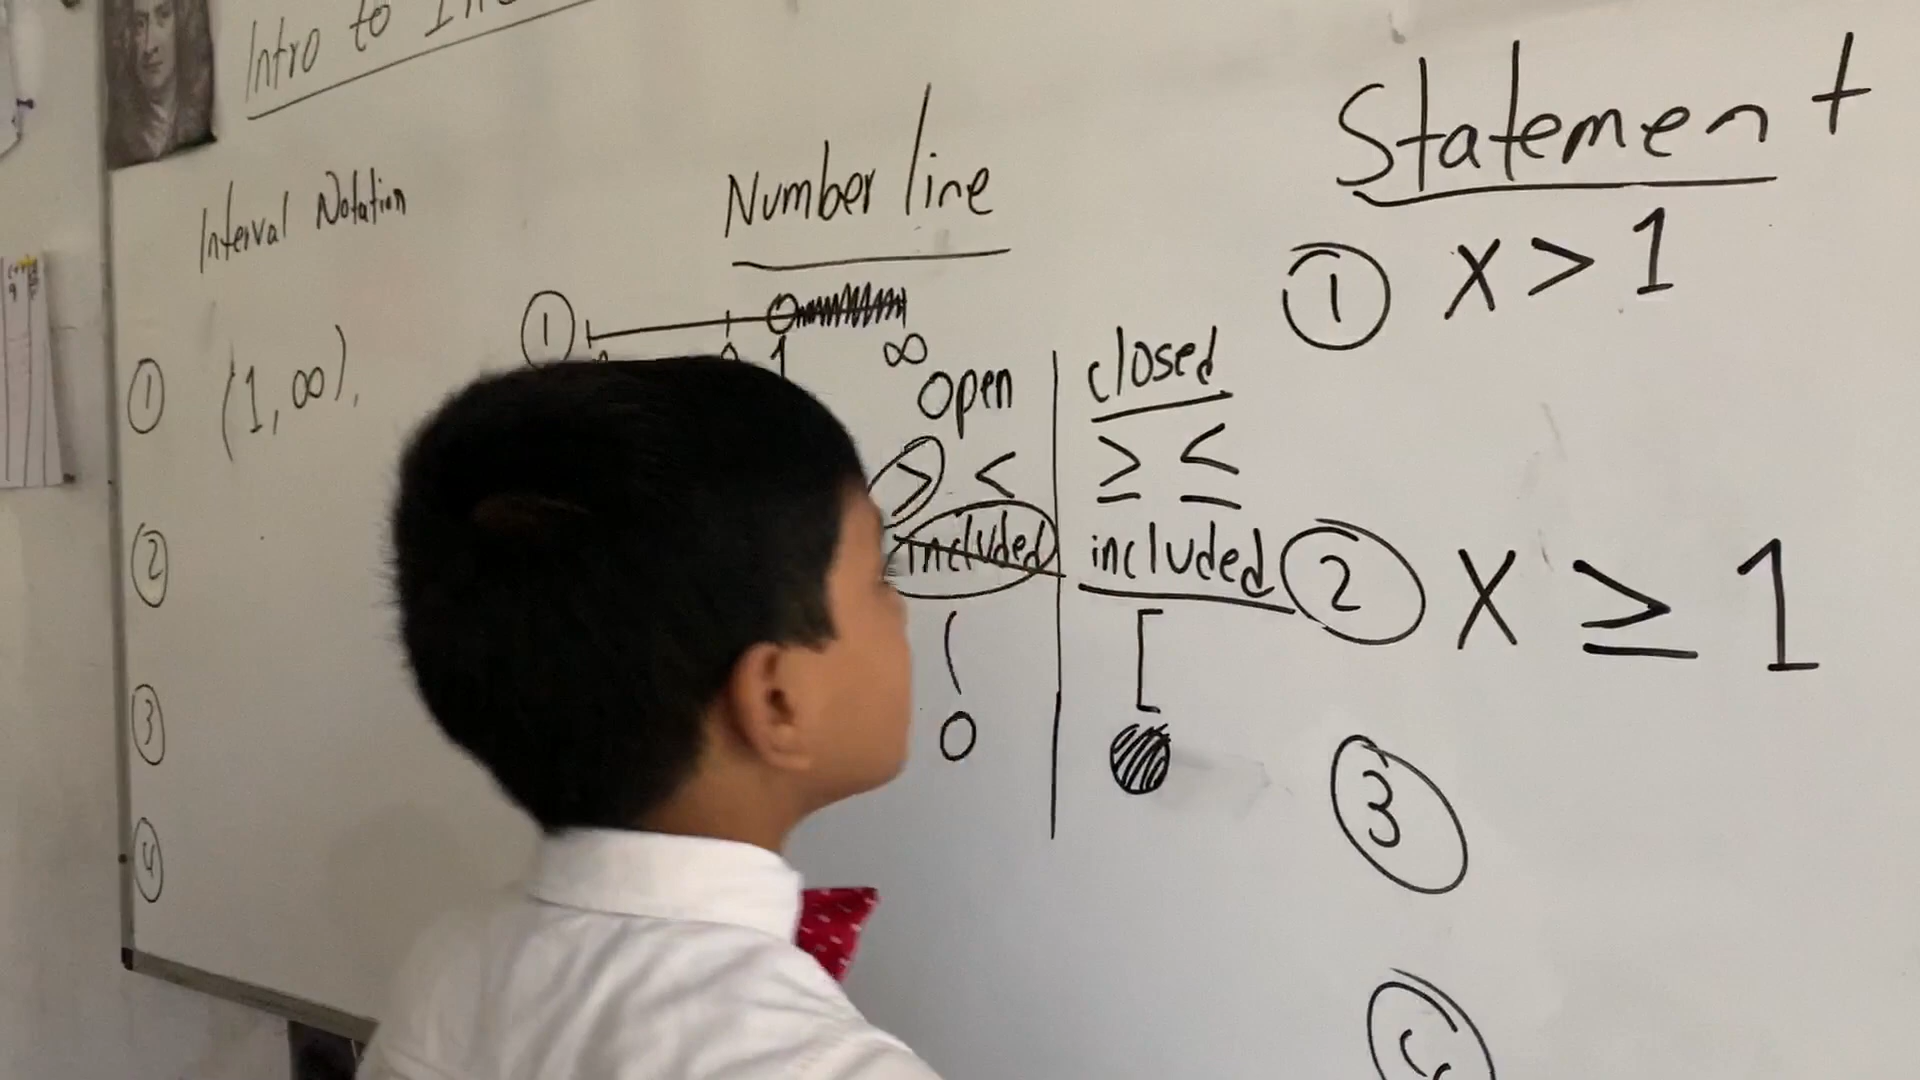 Intro to
Interval Notation
① (1, ∞)
②
③
④
Number line
①
1
∞
Open
> <
included
(
O
closed
≥ ≤
included
[
Statement
① x > 1
② x ≥ 1
③